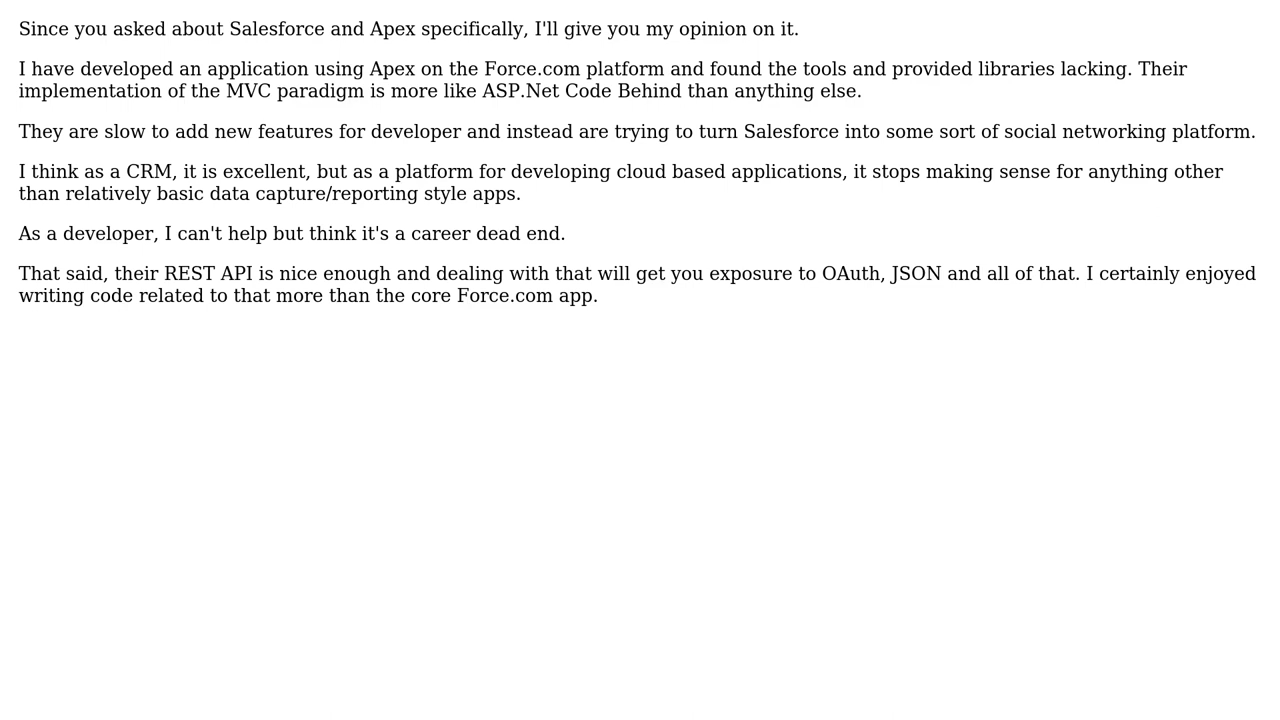 Since you asked about Salesforce and Apex specifically, I'll give you my opinion on it.
I have developed an application using Apex on the Force.com platform and found the tools and provided libraries lacking. Their
implementation of the MVC paradigm is more like ASP.Net Code Behind than anything else.
They are slow to add new features for developer and instead are trying to turn Salesforce into some sort of social networking platform.
I think as a CRM, it is excellent, but as a platform for developing cloud based applications, it stops making sense for anything other
than relatively basic data capture/reporting style apps.
As a developer, I can't help but think it's a career dead end.
That said, their REST API is nice enough and dealing with that will get you exposure to OAuth, JSON and all of that. I certainly enjoyed
writing code related to that more than the core Force.com app.